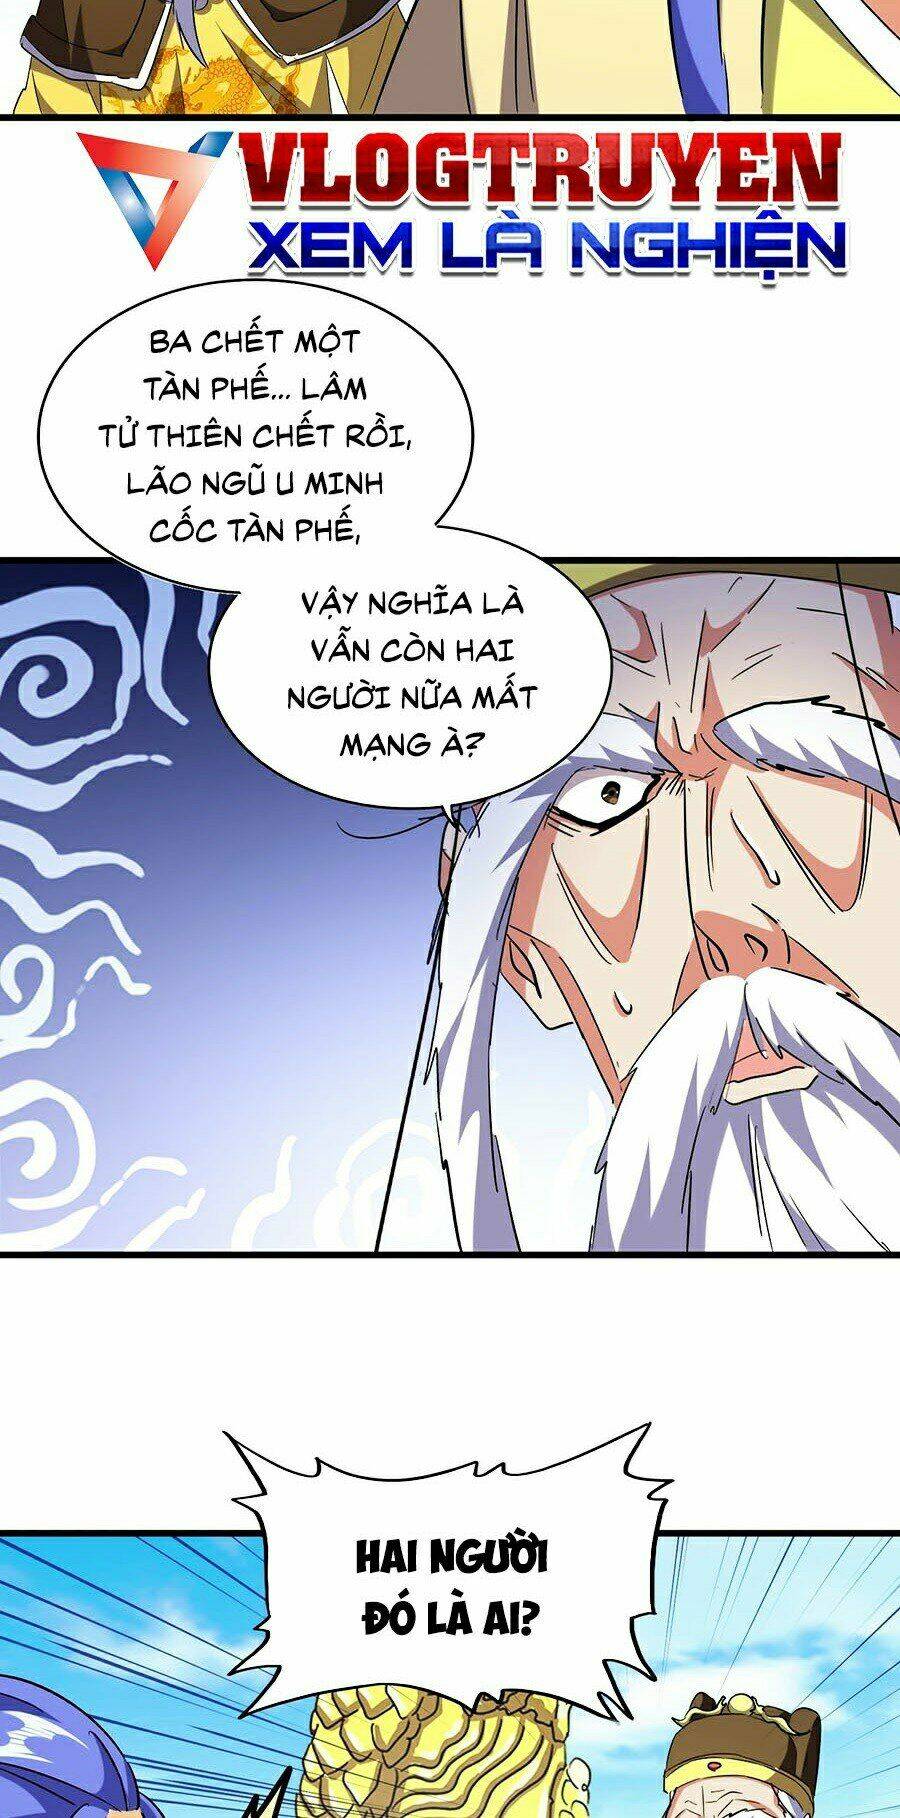 VLOGTRUYEN
XEM LÀ NGHIỆN
BA CHẾT MỘT
TÀN PHẾ... LÂM
TỬ THIÊN CHẾT RỒI,
LÃO NGŨ U MINH
CỐC TÀN PHẾ,
VẬY NGHĨA LÀ
VẪN CÒN HAI
NGƯỜI NỮA MẤT
MẠNG À?
HAI NGƯỜI
ĐÓ LÀ AI?